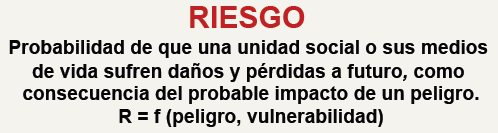 RIESGO
Probabilidad de que una unidad social o sus medios
de vida sufren daños y pérdidas a futuro, como
consecuencia del probable impacto de un peligro.
R = f (peligro, vulnerabilidad)